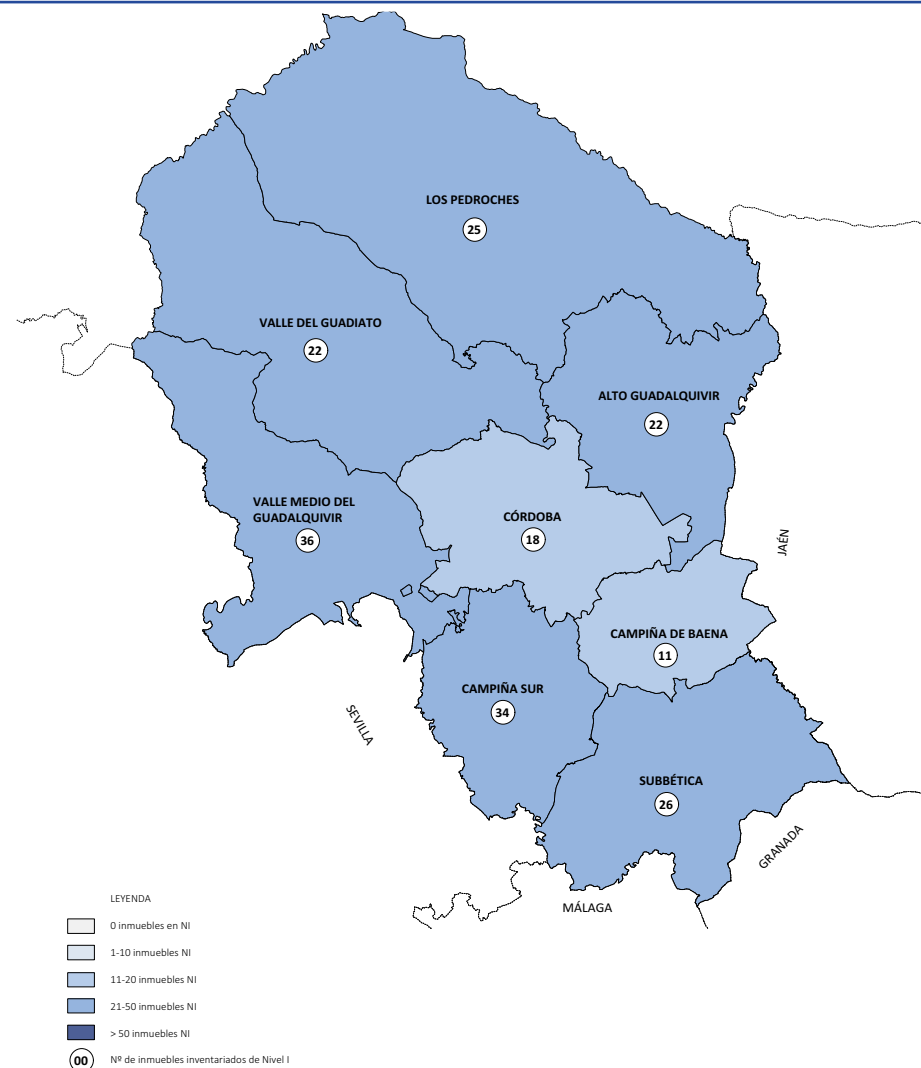 LOS PEDROCHES
25
VALLE DEL GUADIATO
22
ALTO GUADALQUIVIR
22
VALLE MEDIO DEL
GUADALQUIVIR
36
CÓRDOBA
18
JAÉN
CAMPIÑA DE BAENA
11
CAMPIÑA SUR
34
SEVILLA
SUBBÉTICA
26
GRANADA
MÁLAGA
LEYENDA
0 inmuebles en NI
1-10 inmuebles NI
11-20 inmuebles NI
21-50 inmuebles NI
> 50 inmuebles NI
00 Nº de inmuebles inventariados de Nivel I